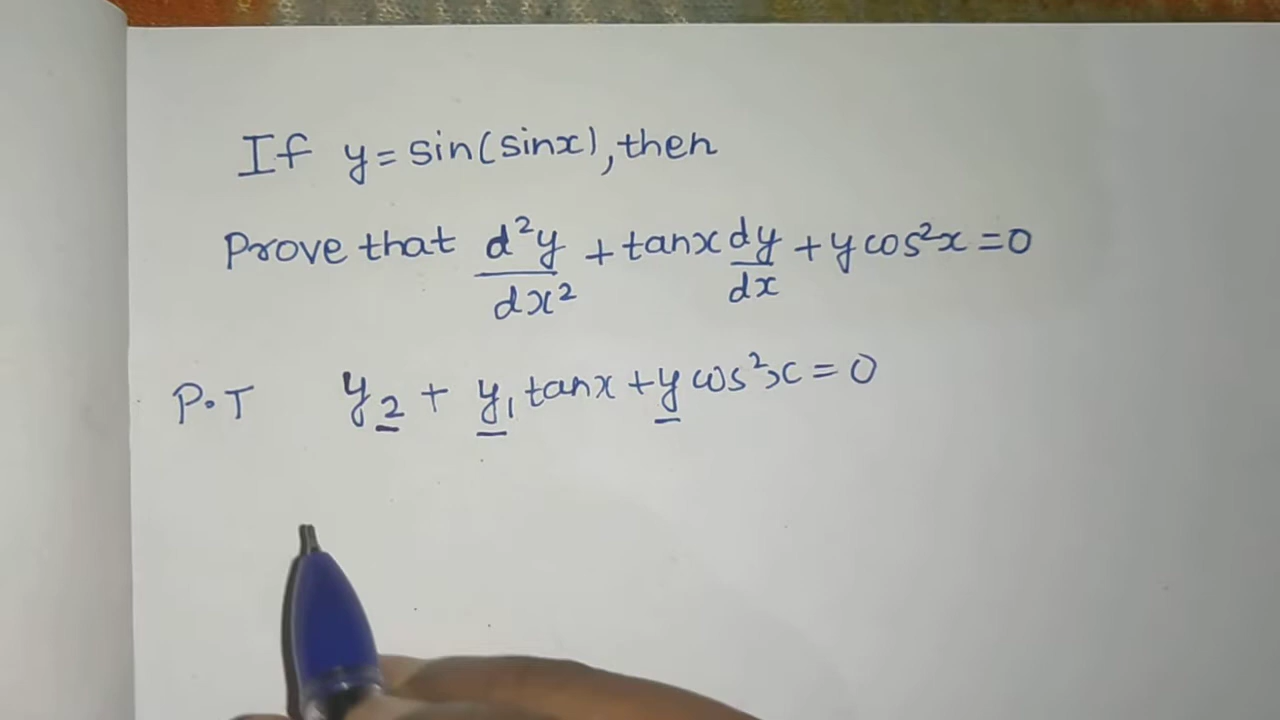 If y = sin(sinx), then
Prove that d²y/dx² + tanx dy/dx + y cos²x = 0
P.T y₂ + y₁ tanx + y cos²x = 0